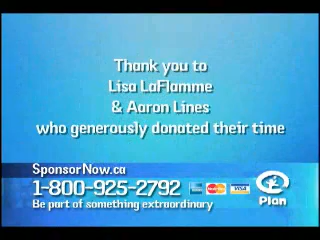 Thank you to
Lisa LaFlamme
& Aaron Lines
who generously donated their time
SponsorNow.ca
1-800-925-2792
Be part of something extraordinary
Plan